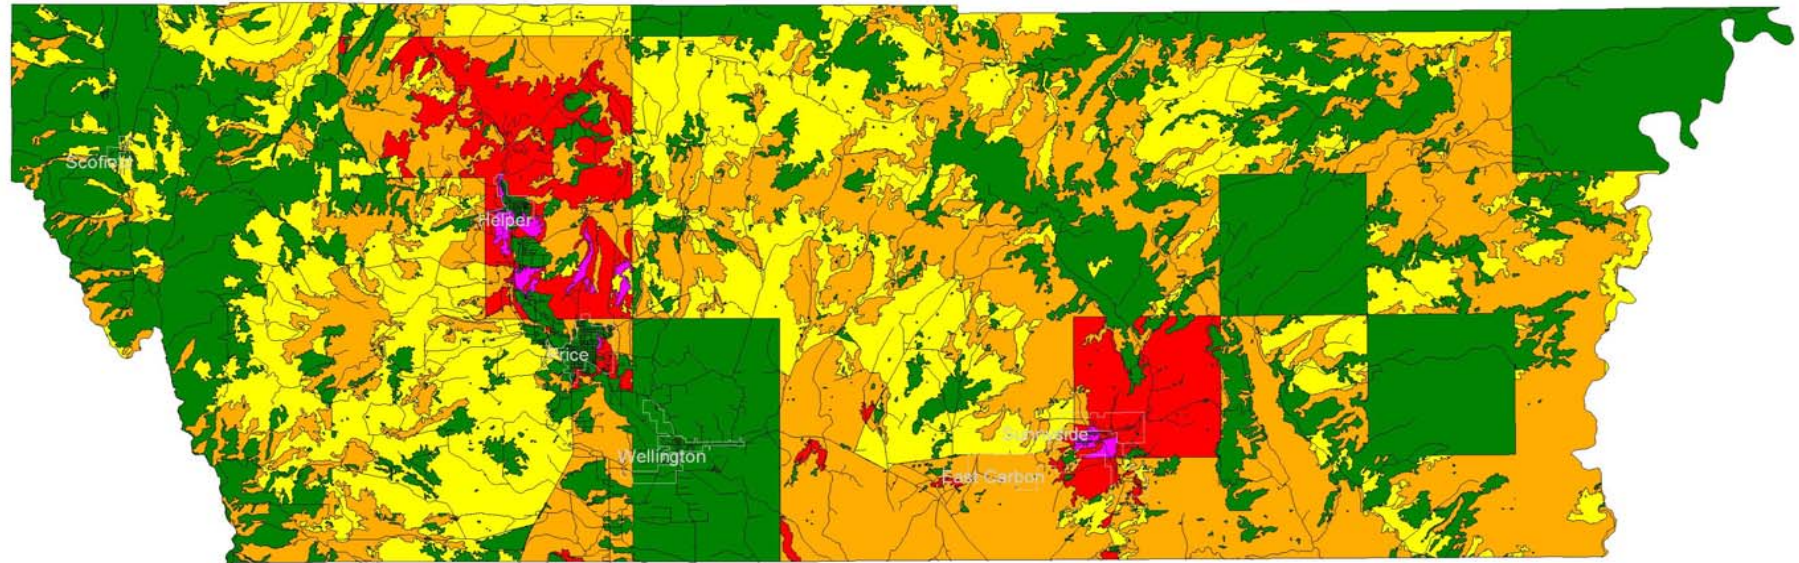 Scofield
Helper
Price
Sunnyside
Wellington
East Carbon